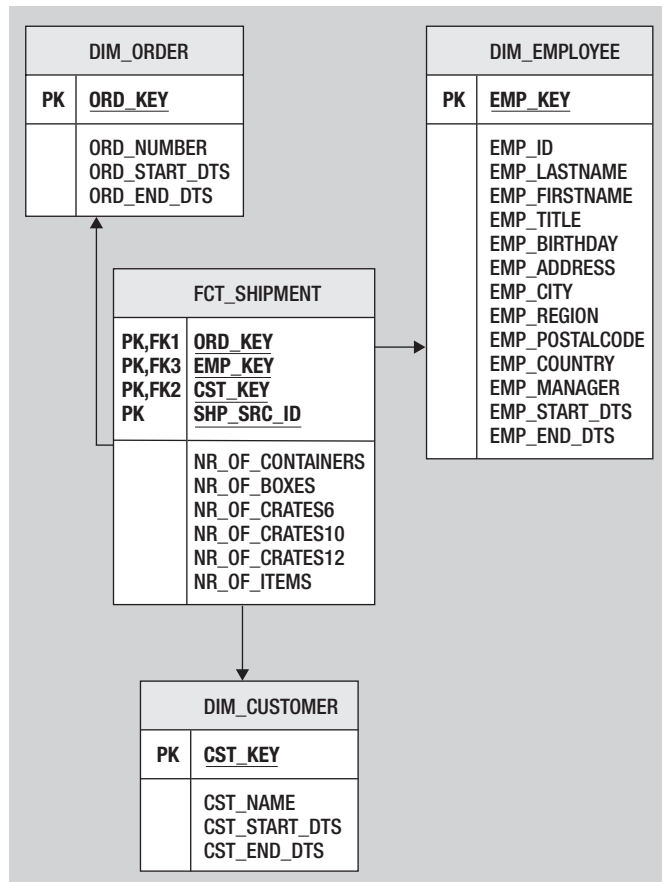 DIM_ORDER
PK ORD_KEY
ORD_NUMBER
ORD_START_DTS
ORD_END_DTS
DIM_EMPLOYEE
PK EMP_KEY
EMP_ID
EMP_LASTNAME
EMP_FIRSTNAME
EMP_TITLE
EMP_BIRTHDAY
EMP_ADDRESS
EMP_CITY
EMP_REGION
EMP_POSTALCODE
EMP_COUNTRY
EMP_MANAGER
EMP_START_DTS
EMP_END_DTS
FCT_SHIPMENT
PK,FK1 ORD_KEY
PK,FK3 EMP_KEY
PK,FK2 CST_KEY
PK SHP_SRC_ID
NR_OF_CONTAINERS
NR_OF_BOXES
NR_OF_CRATES6
NR_OF_CRATES10
NR_OF_CRATES12
NR_OF_ITEMS
DIM_CUSTOMER
PK CST_KEY
CST_NAME
CST_START_DTS
CST_END_DTS